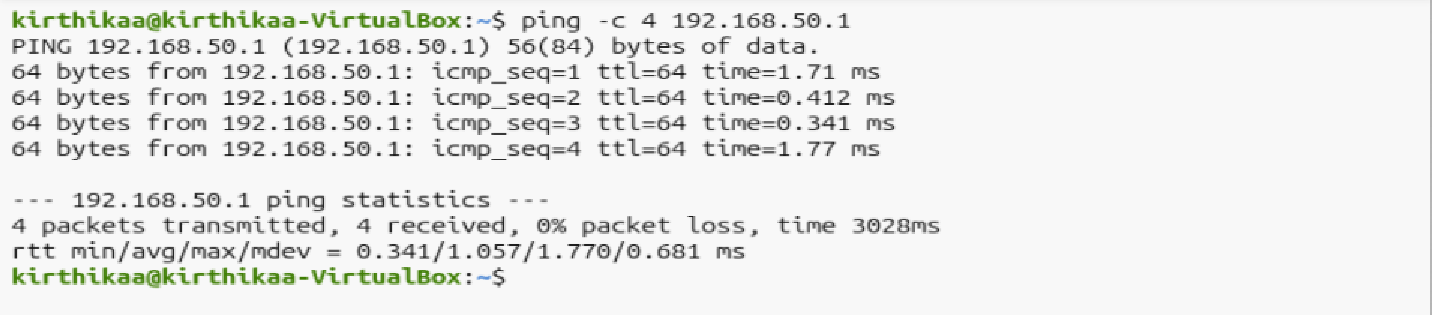 kirthikaa@kirthikaa-VirtualBox:~$ ping -c 4 192.168.50.1
PING 192.168.50.1 (192.168.50.1) 56(84) bytes of data.
64 bytes from 192.168.50.1: icmp_seq=1 ttl=64 time=1.71 ms
64 bytes from 192.168.50.1: icmp_seq=2 ttl=64 time=0.412 ms
64 bytes from 192.168.50.1: icmp_seq=3 ttl=64 time=0.341 ms
64 bytes from 192.168.50.1: icmp_seq=4 ttl=64 time=1.77 ms

--- 192.168.50.1 ping statistics ---
4 packets transmitted, 4 received, 0% packet loss, time 3028ms
rtt min/avg/max/mdev = 0.341/1.057/1.770/0.681 ms
kirthikaa@kirthikaa-VirtualBox:~$